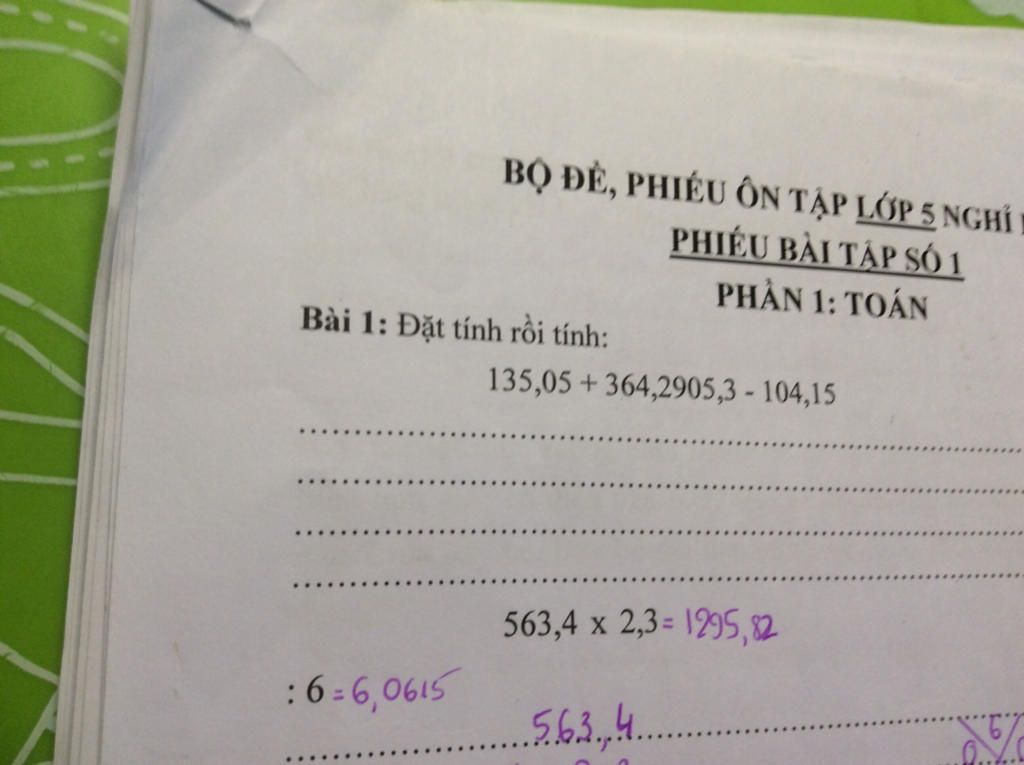 BỘ ĐỀ, PHIẾU ÔN TẬP LỚP 5 NGHỈ
PHIẾU BÀI TẬP SỐ 1
PHẦN 1: TOÁN
Bài 1: Đặt tính rồi tính:
135,05 + 364,2905,3 - 104,15
563,4 x 2,3 = 1295,82
: 6 = 6,0615
563,4
6